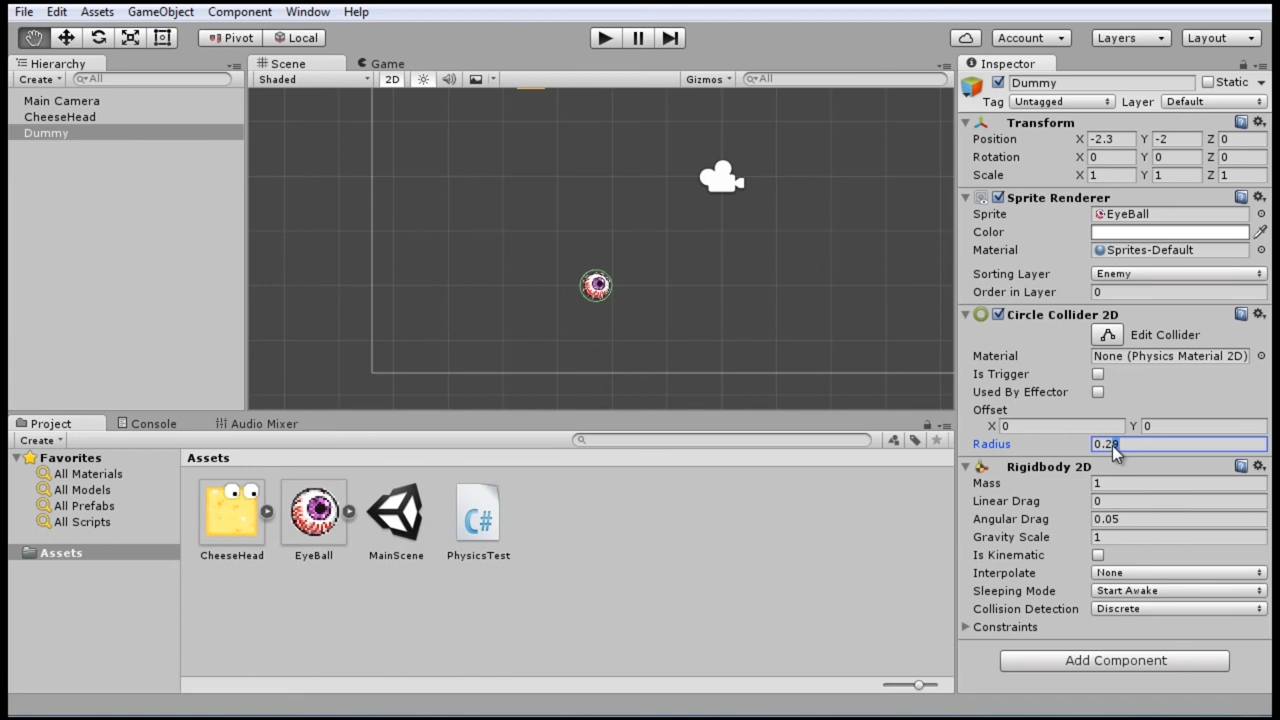 File Edit Assets GameObject Component Window Help
Pivot Local Account Layers Layout
Hierarchy
Create All
Main Camera
CheeseHead
Dummy
Scene Game
Shaded 2D Gizmos All
Inspector
Dummy Static
Tag Untagged Layer Default
Transform
Position X -2.3 Y -2 Z 0
Rotation X 0 Y 0 Z 0
Scale X 1 Y 1 Z 1
Sprite Renderer
Sprite EyeBall
Color
Material Sprites-Default
Sorting Layer Enemy
Order in Layer 0
Circle Collider 2D
Edit Collider
Material None (Physics Material 2D)
Is Trigger
Used By Effector
Offset
X 0 Y 0
Radius
Rigidbody 2D
Mass 1
Linear Drag 0
Angular Drag 0.05
Gravity Scale 1
Is Kinematic
Interpolate None
Sleeping Mode Start Awake
Collision Detection Discrete
Constraints
Add Component
Project Console Audio Mixer
Create
Favorites
All Materials
All Models
All Prefabs
All Scripts
Assets
Assets
CheeseHead EyeBall MainScene PhysicsTest
C#